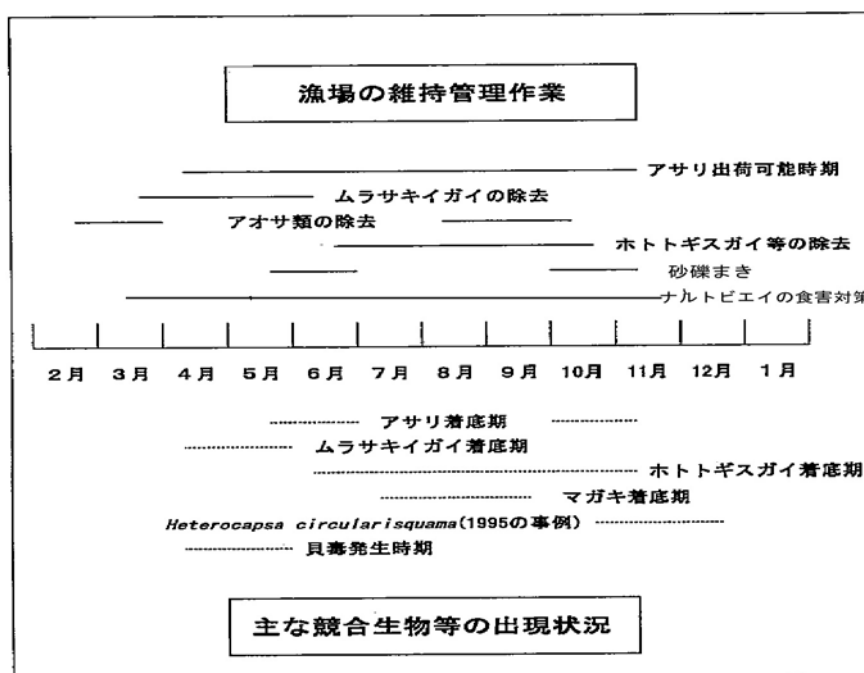 漁場の維持管理作業
アサリ出荷可能時期
ムラサキイガイの除去
アオサ類の除去
ホトトギスガイ等の除去
砂礫まき
ナルトビエイの食害対策
2月 3月 4月 5月 6月 7月 8月 9月 10月 11月 12月 1月
アサリ着底期
ムラサキイガイ着底期
ホトトギスガイ着底期
マガキ着底期
Heterocapsa circularisquama(1995の事例)
貝毒発生時期
主な競合生物等の出現状況